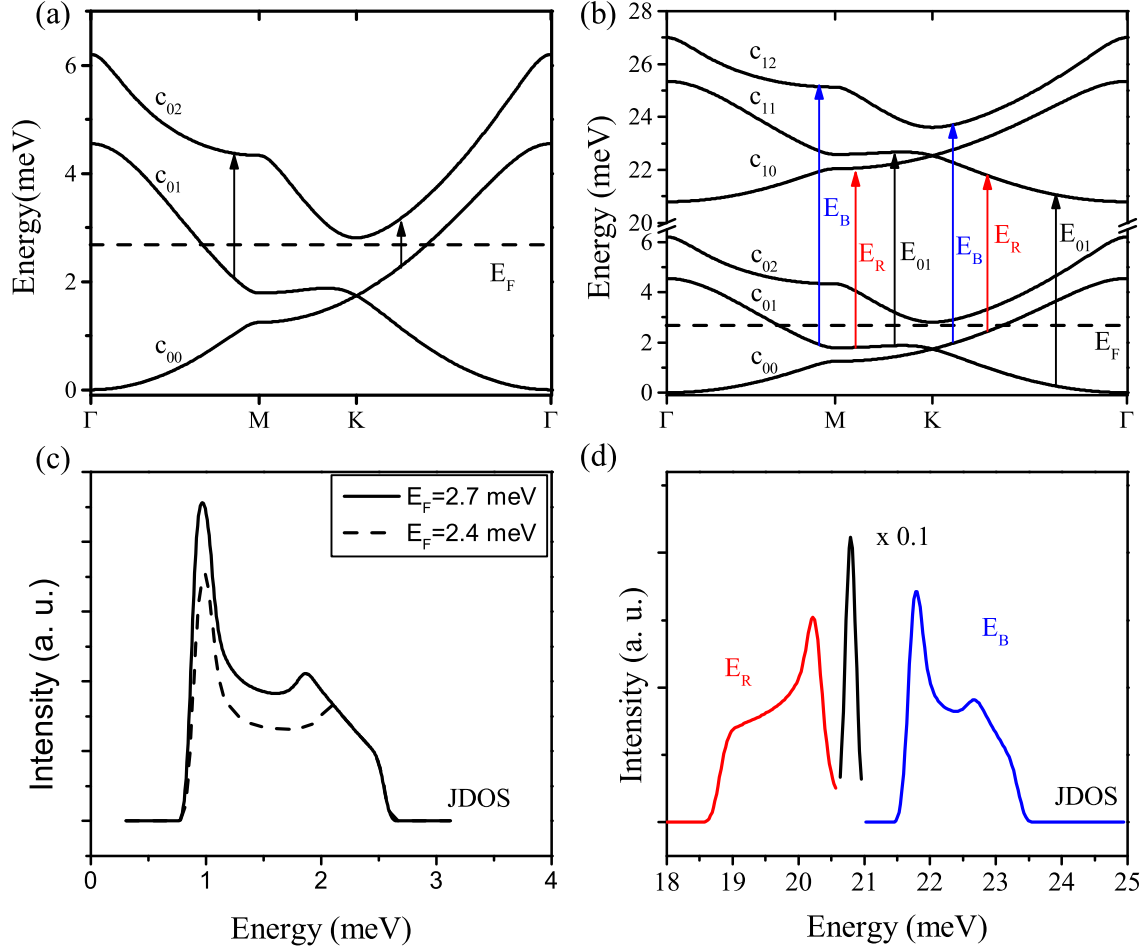 (a)
6
4
2
0
Energy(meV)
c02
c01
c00
EF
Γ
M
K
Γ
(b)
28
26
24
22
20
6
4
2
0
Energy (meV)
c12
c11
c10
c02
c01
c00
EB
ER
E01
EB
ER
E01
EF
Γ
M
K
Γ
(c)
EF=2.7 meV
EF=2.4 meV
JDOS
Intensity (a. u.)
0 1 2 3 4
Energy (meV)
(d)
x 0.1
ER
EB
JDOS
Intensity (a. u.)
18 19 20 21 22 23 24 25
Energy (meV)